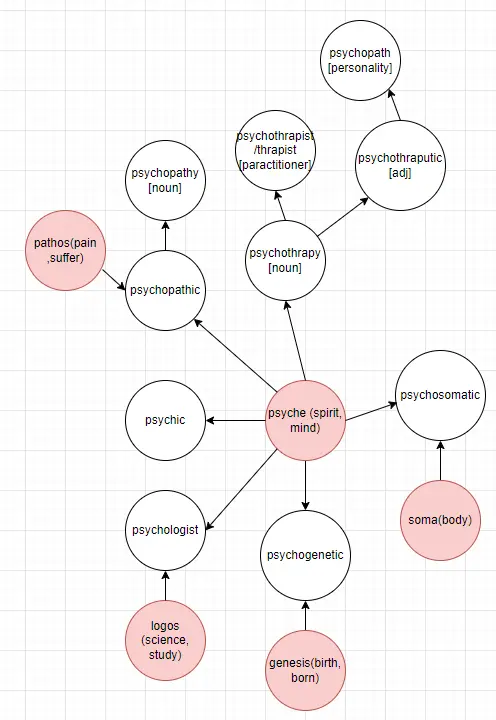 psychopath
[personality]
psychothrapist
/thrapist
[paractitioner]
psychothraputic
[adj]
psychopathy
[noun]
pathos(pain
,suffer)
psychothrapy
[noun]
psychopathic
psychosomatic
psychic
psyche (spirit,
mind)
soma(body)
psychologist
psychogenetic
logos
(science,
study)
genesis(birth,
born)